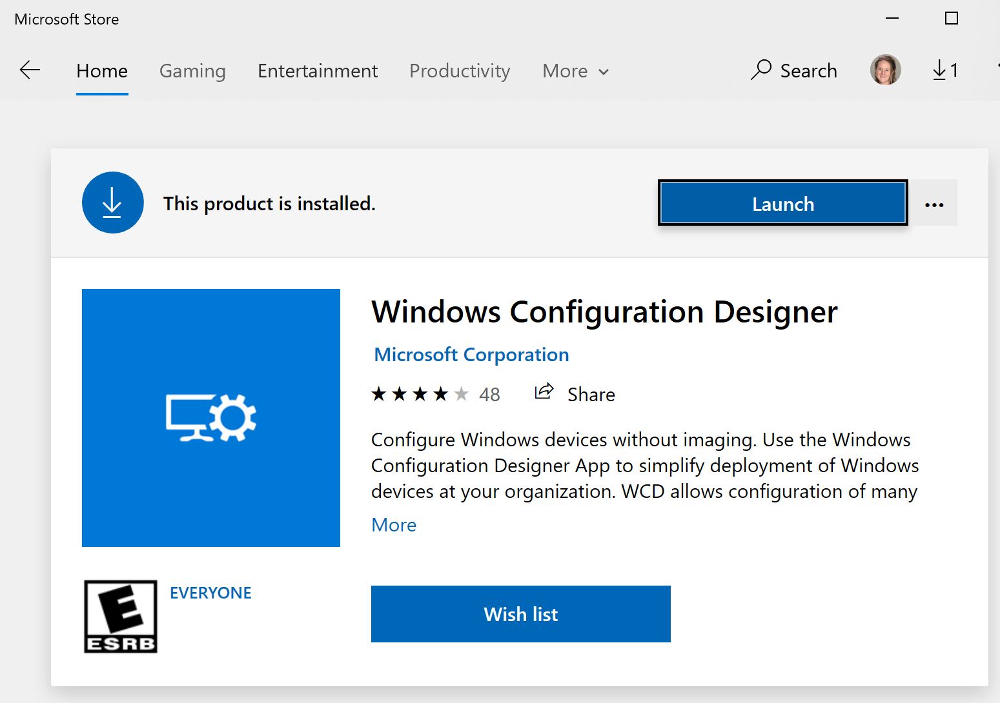 Microsoft Store
Home Gaming Entertainment Productivity More Search 1
This product is installed. Launch
Windows Configuration Designer
Microsoft Corporation
48 Share
Configure Windows devices without imaging. Use the Windows
Configuration Designer App to simplify deployment of Windows
devices at your organization. WCD allows configuration of many
More
E
ESRB
EVERYONE
Wish list